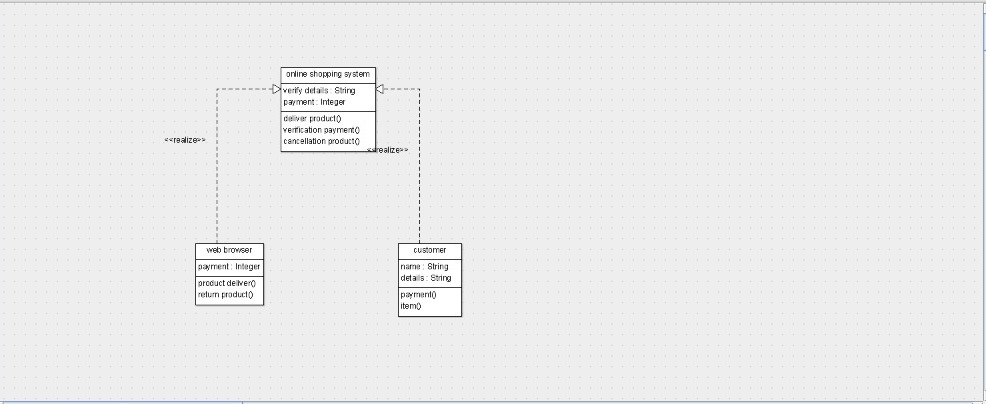 online shopping system
verify details : String
payment : Integer
deliver product()
verification payment()
cancellation product()
<<realize>>
<<realize>>
web browser
payment : Integer
product deliver()
return product()
customer
name : String
details : String
payment()
item()